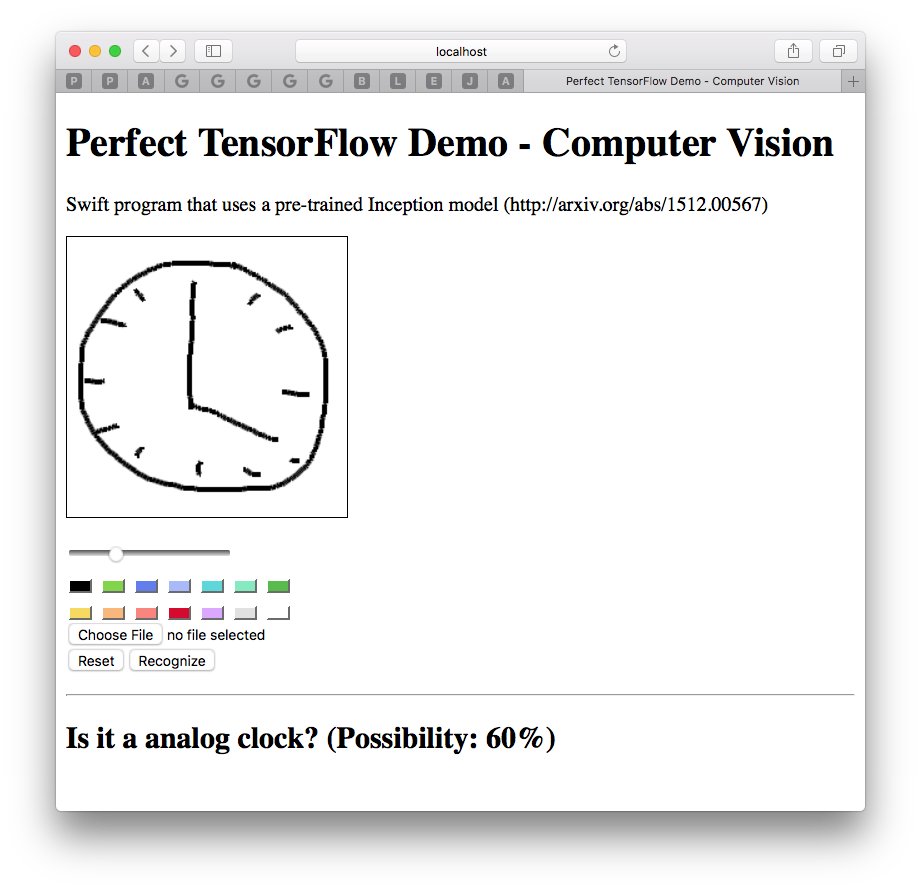 localhost
P P A G G G G G B L E J A Perfect TensorFlow Demo - Computer Vision
Perfect TensorFlow Demo - Computer Vision
Swift program that uses a pre-trained Inception model (http://arxiv.org/abs/1512.00567)
Choose File no file selected
Reset Recognize
Is it a analog clock? (Possibility: 60%)